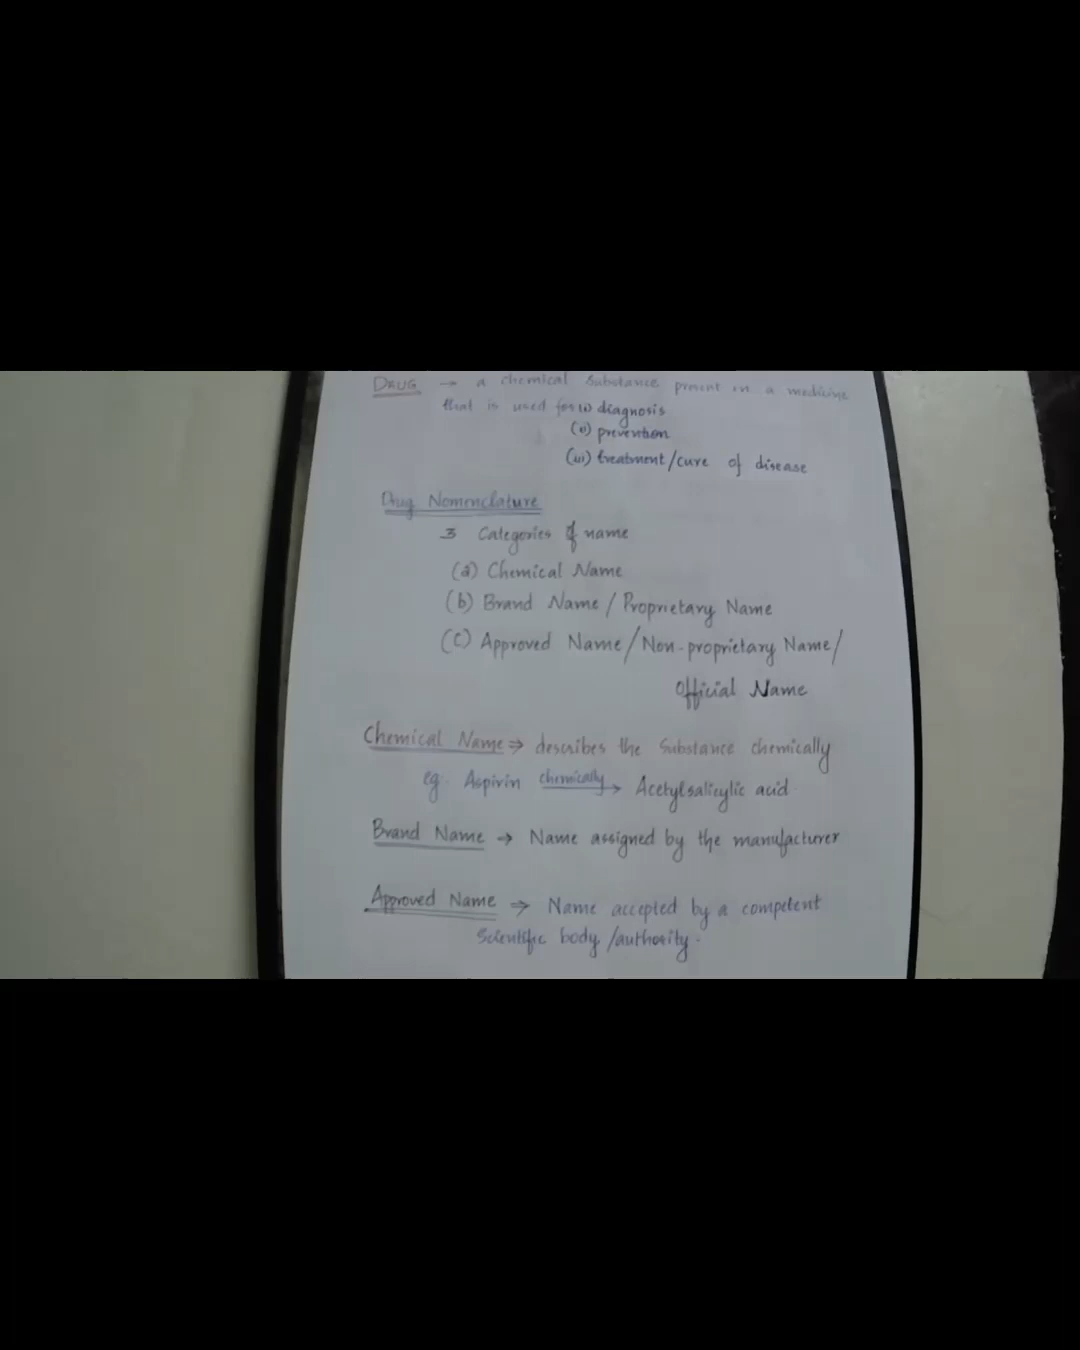 DRUG → a chemical substance present in a medicine
that is used for (i) diagnosis
(ii) prevention
(iii) treatment/cure of disease
Drug Nomenclature
3 Categories of name
(a) Chemical Name
(b) Brand Name / Proprietary Name
(C) Approved Name / Non-proprietary Name /
Official Name
Chemical Name ⇒ describes the Substance chemically
eg. Aspirin chemically → Acetylsalicylic acid.
Brand Name → Name assigned by the manufacturer
Approved Name ⇒ Name accepted by a competent
Scientific body /authority.